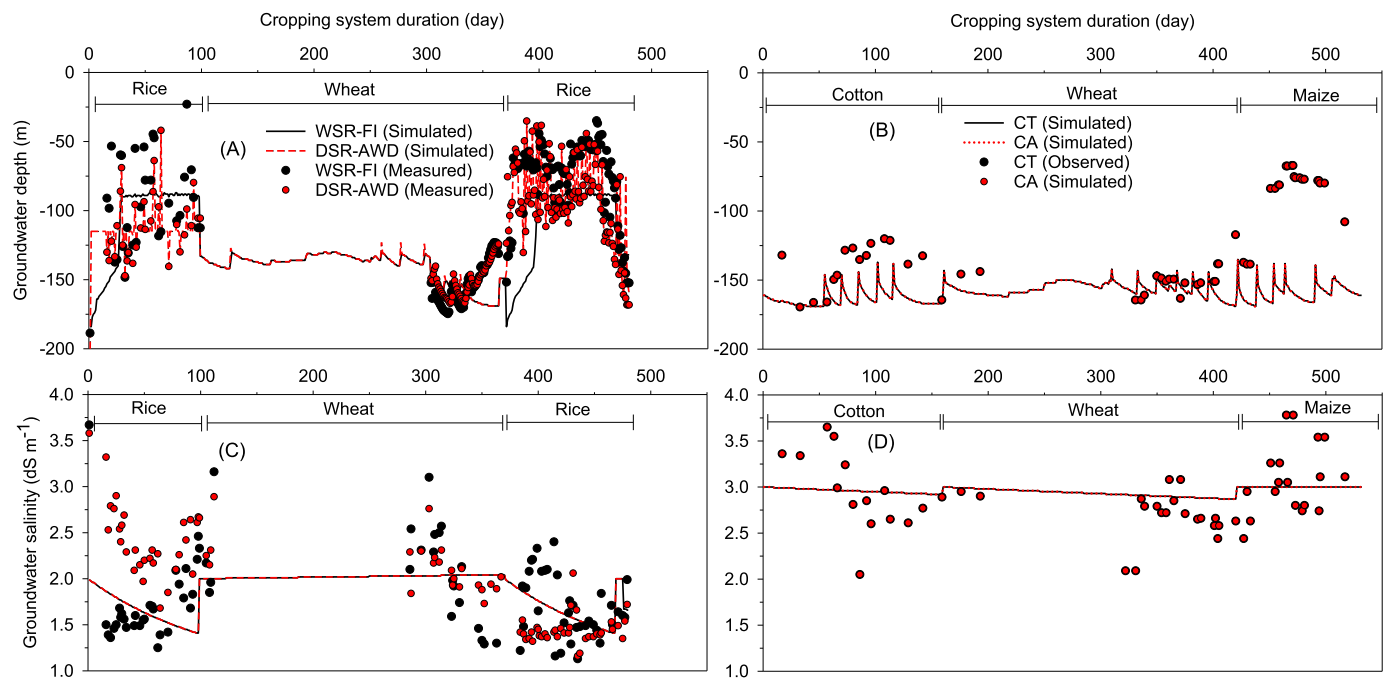 Cropping system duration (day)
Cropping system duration (day)
0 100 200 300 400 500
0 100 200 300 400 500
Groundwater depth (m)
0
-50
-100
-150
-200
Rice
Wheat
Rice
(A)
WSR-FI (Simulated)
DSR-AWD (Simulated)
WSR-FI (Measured)
DSR-AWD (Measured)
0
-50
-100
-150
-200
Cotton
Wheat
Maize
(B)
CT (Simulated)
CA (Simulated)
CT (Observed)
CA (Simulated)
0 100 200 300 400 500
0 100 200 300 400 500
Groundwater salinity (dS m-1)
4.0
3.5
3.0
2.5
2.0
1.5
1.0
Rice
Wheat
Rice
(C)
4.0
3.5
3.0
2.5
2.0
1.5
1.0
Cotton
Wheat
Maize
(D)